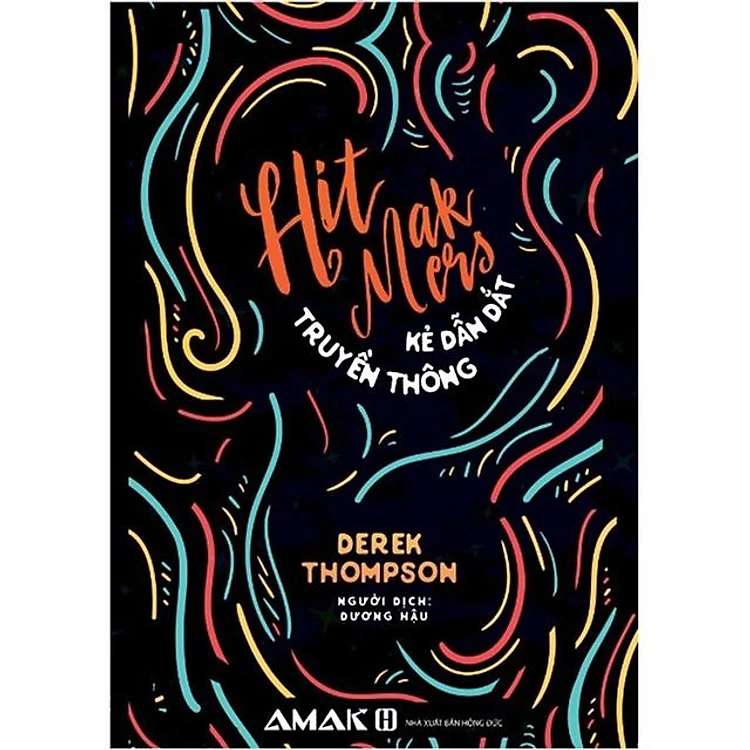 Hit
Makers
KẺ DẪN DẮT
TRUYỀN THÔNG
DEREK
THOMPSON
NGƯỜI DỊCH:
DƯƠNG HẬU
AMAK H NHÀ XUẤT BẢN HỒNG ĐỨC